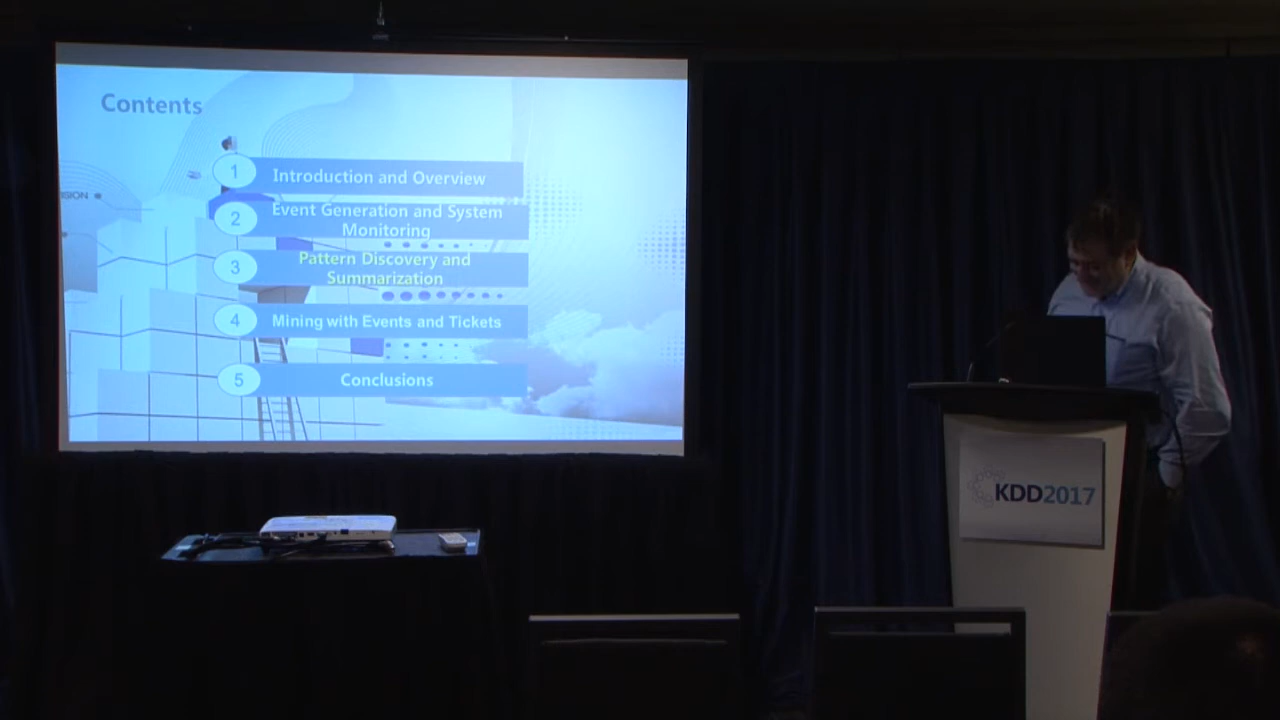 Contents
1
Introduction and Overview
2
Event Generation and System
Monitoring
3
Pattern Discovery and
Summarization
4
Mining with Events and Tickets
5
Conclusions
KDD2017